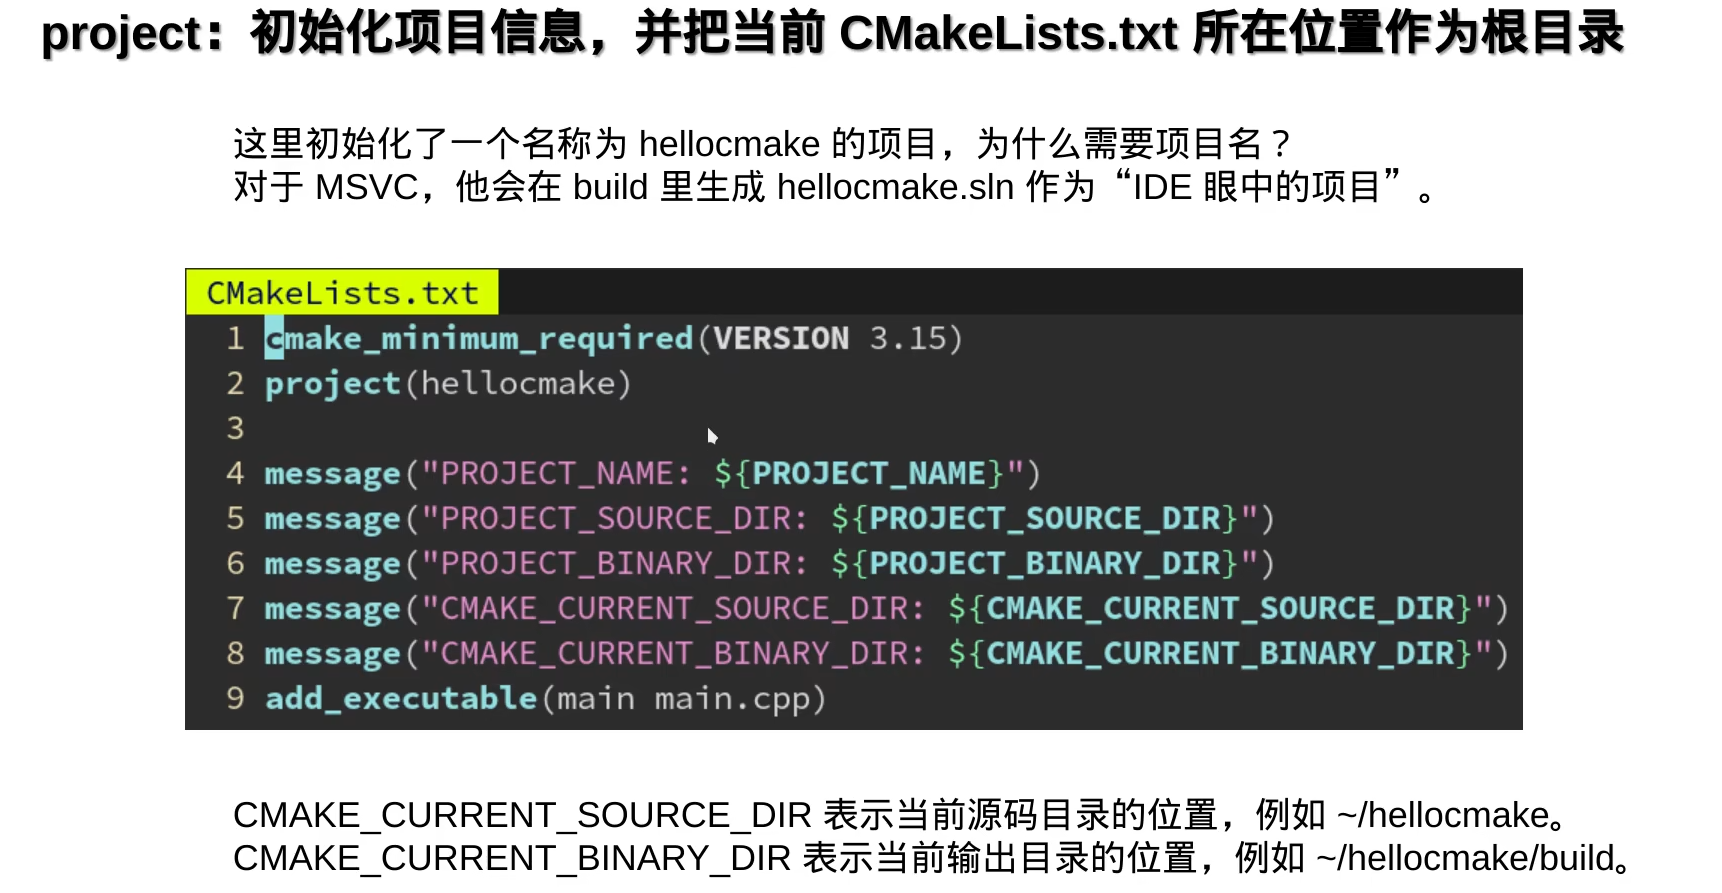 project：初始化项目信息，并把当前 CMakeLists.txt 所在位置作为根目录
这里初始化了一个名称为 hellocmake 的项目，为什么需要项目名？
对于 MSVC，他会在 build 里生成 hellocmake.sln 作为“IDE 眼中的项目”。
CMakeLists.txt
1 cmake_minimum_required(VERSION 3.15)
2 project(hellocmake)
3
4 message("PROJECT_NAME: ${PROJECT_NAME}")
5 message("PROJECT_SOURCE_DIR: ${PROJECT_SOURCE_DIR}")
6 message("PROJECT_BINARY_DIR: ${PROJECT_BINARY_DIR}")
7 message("CMAKE_CURRENT_SOURCE_DIR: ${CMAKE_CURRENT_SOURCE_DIR}")
8 message("CMAKE_CURRENT_BINARY_DIR: ${CMAKE_CURRENT_BINARY_DIR}")
9 add_executable(main main.cpp)
CMAKE_CURRENT_SOURCE_DIR 表示当前源码目录的位置，例如 ~/hellocmake。
CMAKE_CURRENT_BINARY_DIR 表示当前输出目录的位置，例如 ~/hellocmake/build。